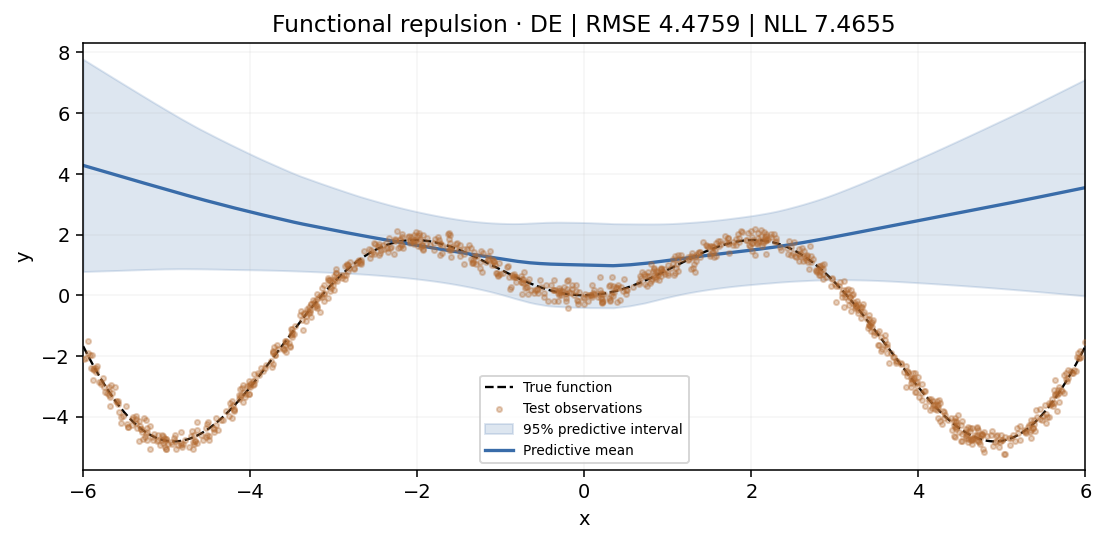 Functional repulsion · DE | RMSE 4.4759 | NLL 7.4655
y
8
6
4
2
0
−2
−4
True function
Test observations
95% predictive interval
Predictive mean
−6
−4
−2
0
2
4
6
x